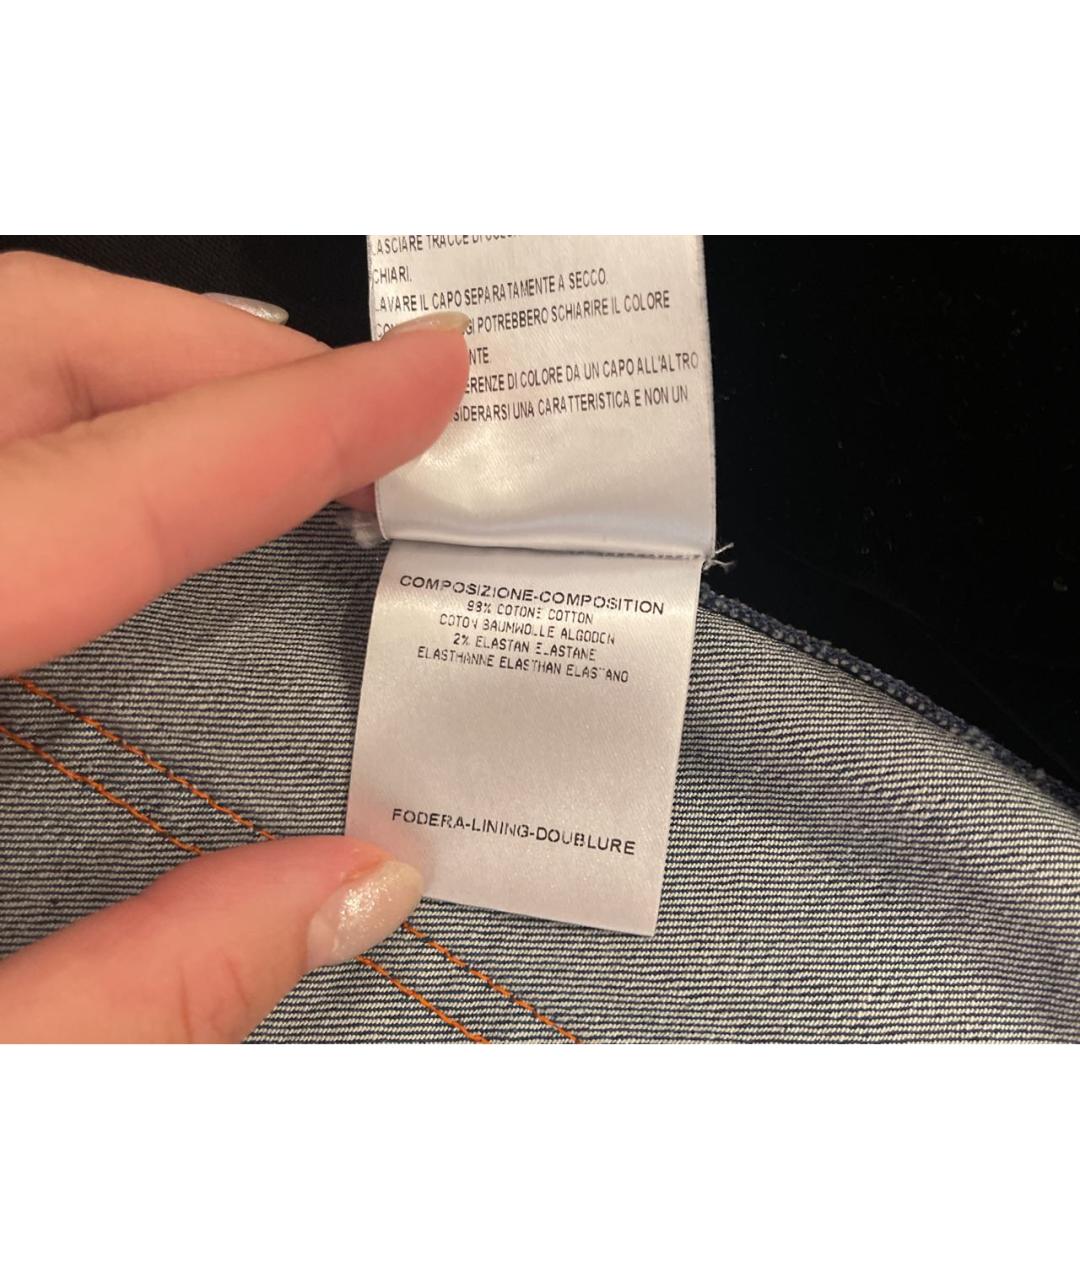 LASCIARE TRACCE DI
CHIARI.
LAVARE IL CAPO SEPARATAMENTE A SECCO.
POTREBBERO SCHIARIRE IL COLORE
NTE.
ERENZE DI COLORE DA UN CAPO ALL'ALTRO
SIDERARSI UNA CARATTERISTICA E NON UN
COMPOSIZIONE-COMPOSITION
98% COTONE COTTON
COTON BAUMWOLLE ALGODON
2% ELASTAN ELASTANE
ELASTHANNE ELASTHAN ELASTANO
FODERA-LINING-DOUBLURE